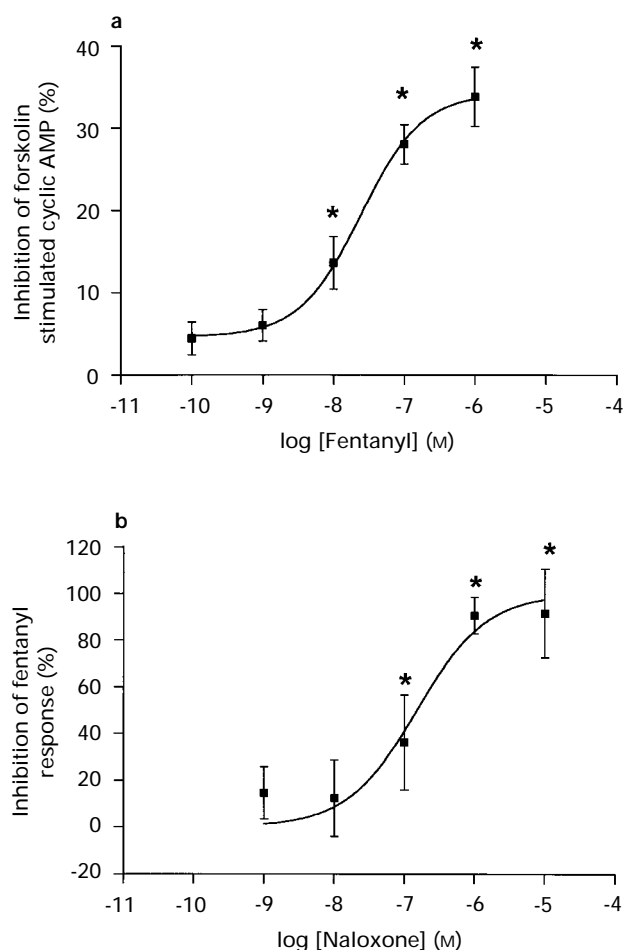 a
Inhibition of forskolin
stimulated cyclic AMP (%)
40
30
20
10
0
* * * *
-11 -10 -9 -8 -7 -6 -5 -4
log [Fentanyl] (M)
b
Inhibition of fentanyl
response (%)
120
100
80
60
40
20
0
-20
* * *
-11 -10 -9 -8 -7 -6 -5 -4
log [Naloxone] (M)